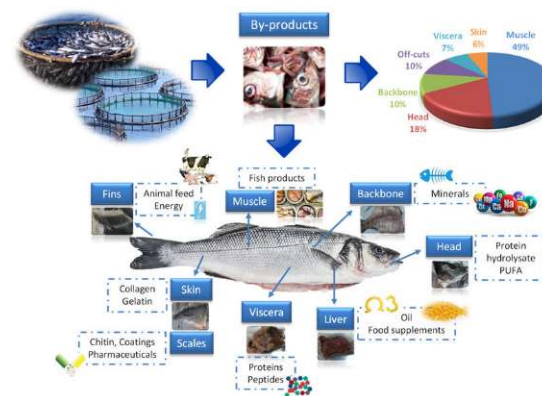 By-products
Viscera
7%
Skin
6%
Muscle
49%
Off-cuts
10%
Backbone
10%
Head
18%
Fish products
Fins
Animal feed
Energy
Muscle
Backbone
Minerals
Head
Protein
hydrolysate
PUFA
Collagen
Gelatin
Skin
Viscera
Liver
Ω3
Oil
Food supplements
Chitin, Coatings
Pharmaceuticals
Scales
Proteins
Peptides